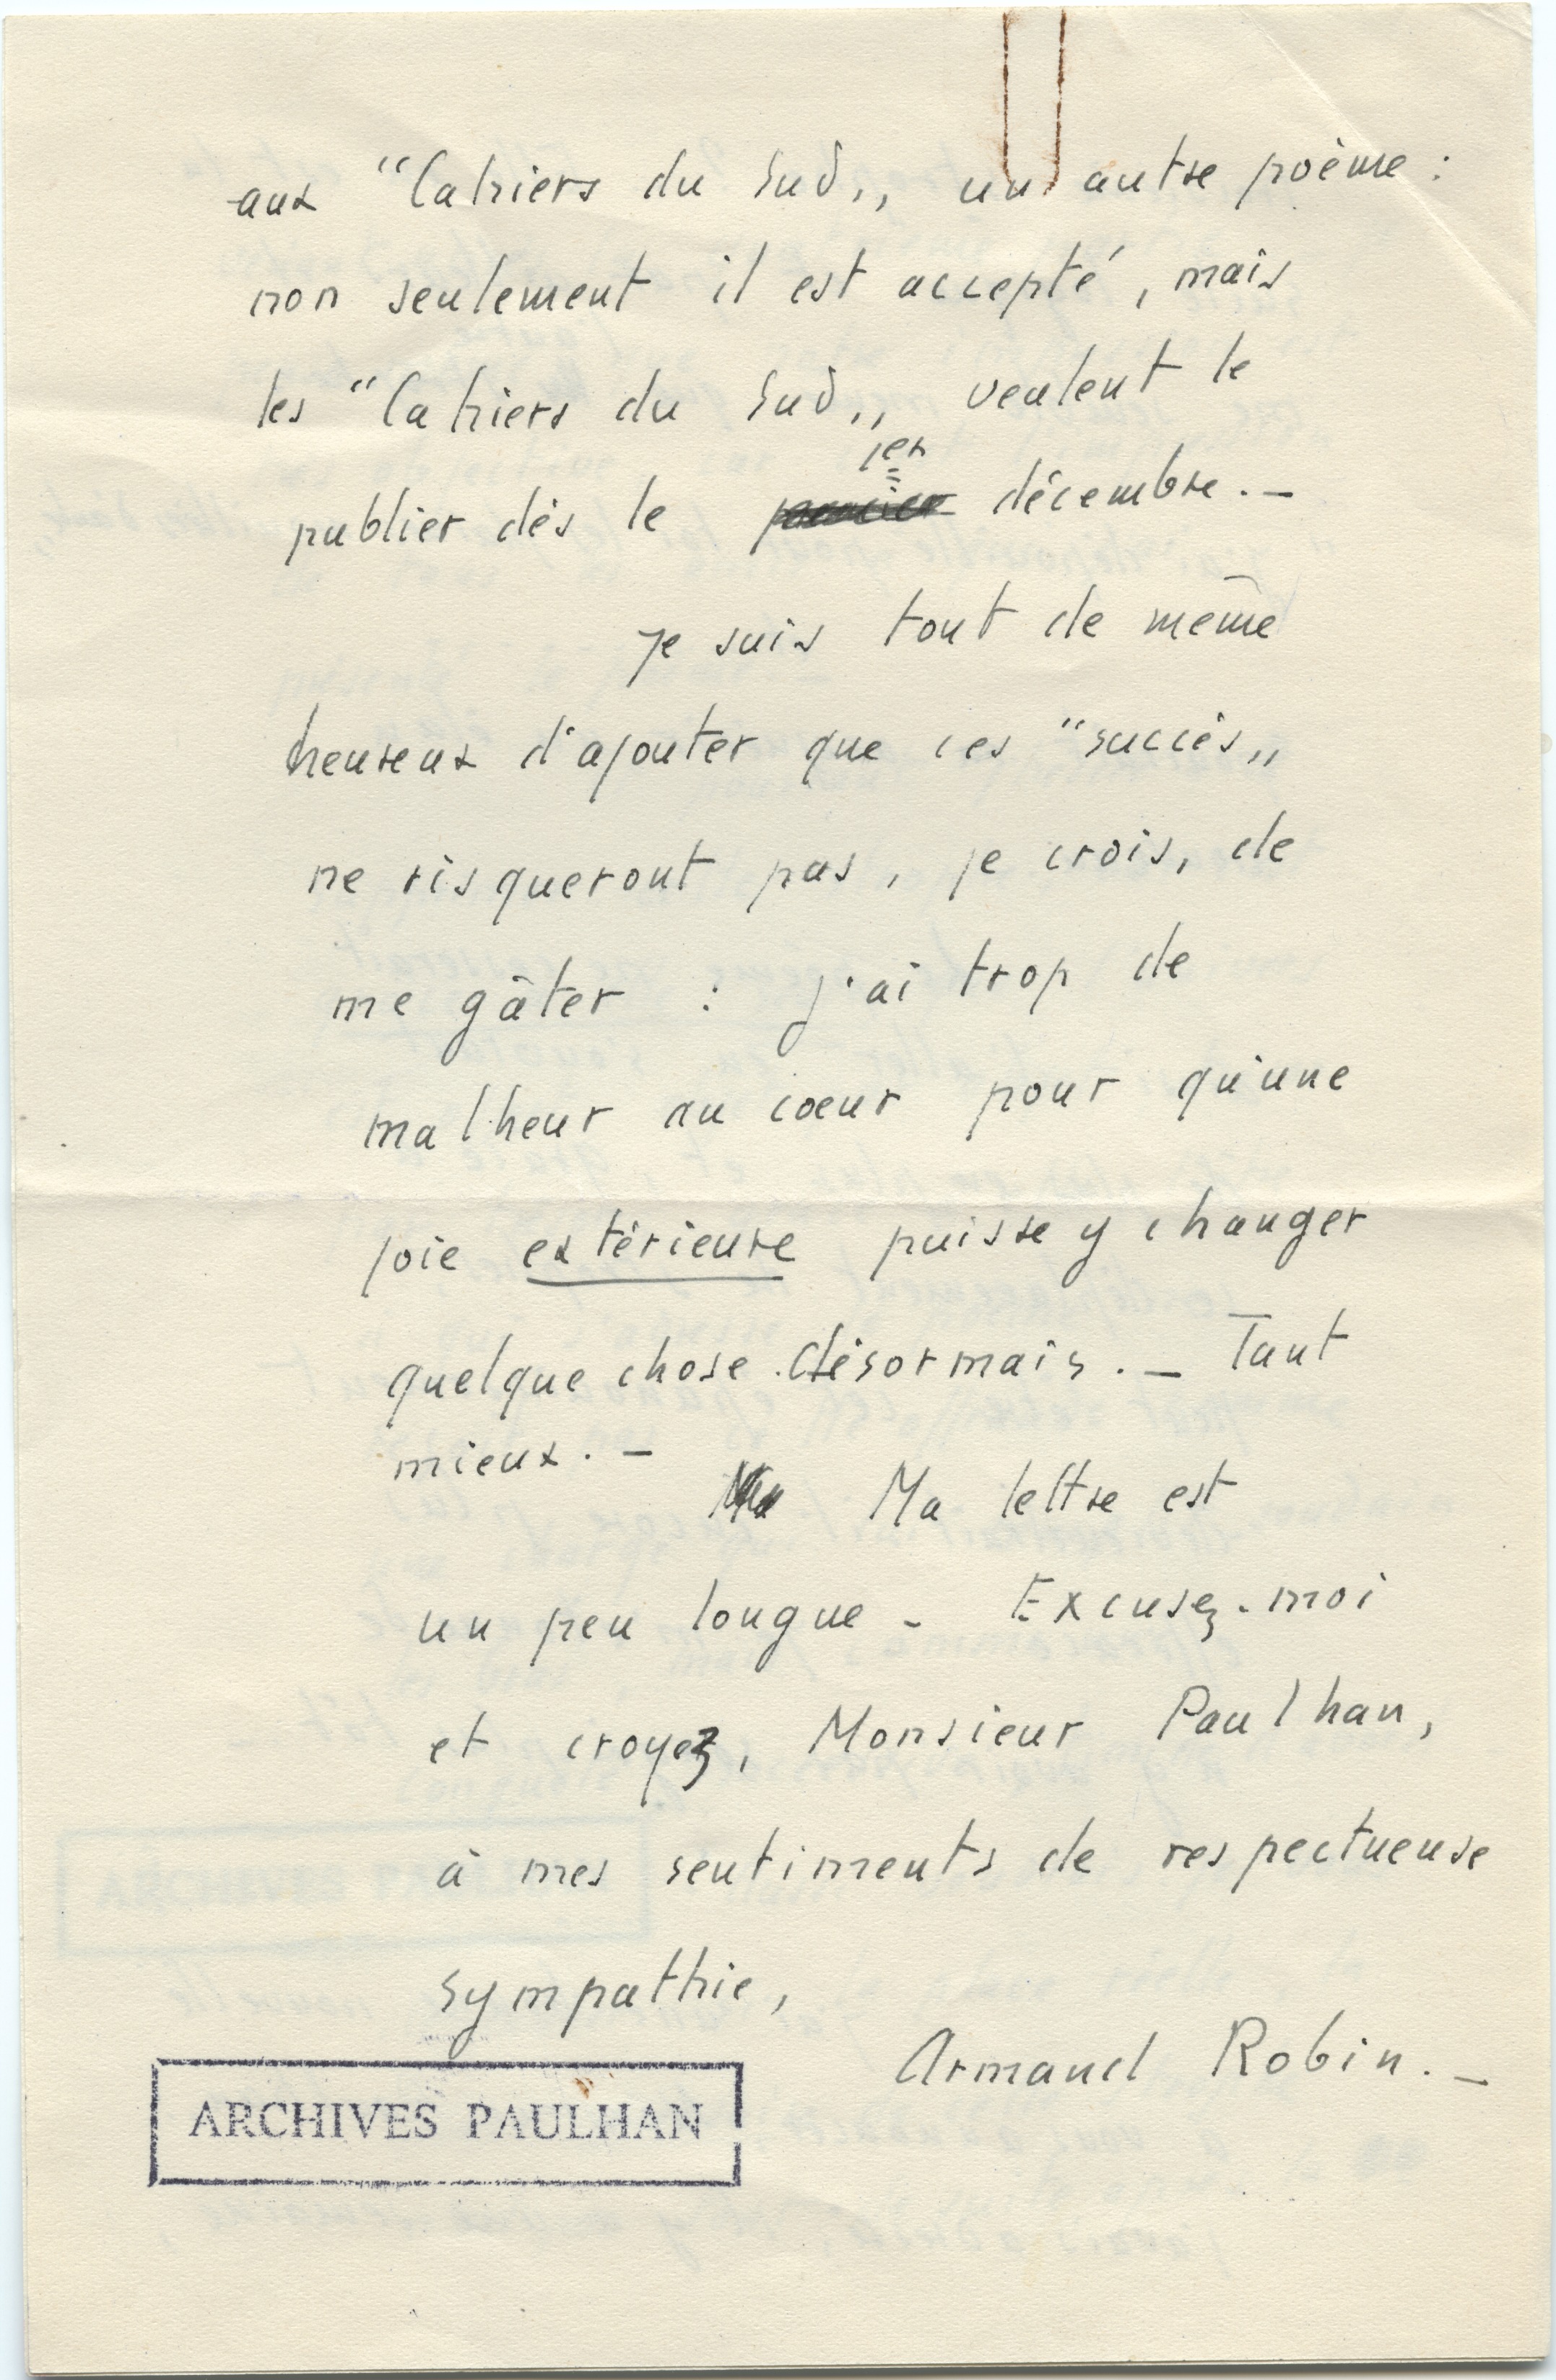 aux "Cahiers du Sud„ un autre poème :
non seulement il est accepté, mais
les "Cahiers du Sud„ veulent le
publier dès le premier 1er décembre. —
Je suis tout de même
heureux d'ajouter que ces "succès„
ne risqueront pas, je crois, de
me gâter : j'ai trop de
malheur au coeur pour qu'une
joie extérieure puisse y changer
quelque chose désormais. — Tant
mieux. —
Ma Ma lettre est
un peu longue - Excusez-moi
et croyez, Monsieur Paulhan,
à mes sentiments de respectueuse
sympathie,
Armand Robin. —
ARCHIVES PAULHAN